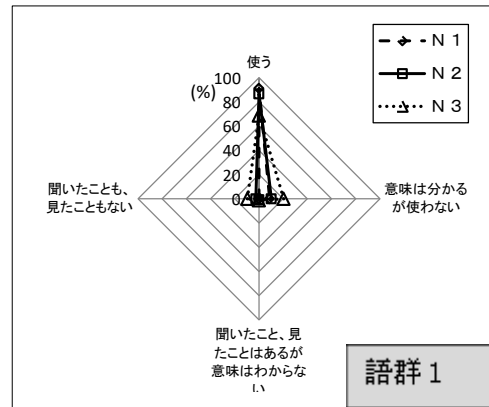 使う
(%)
100
80
60
40
20
0
N 1
N 2
N 3
聞いたことも、
見たこともない
意味は分かる
が使わない
聞いたこと、見
たことはあるが
意味はわからな
い
語群 1